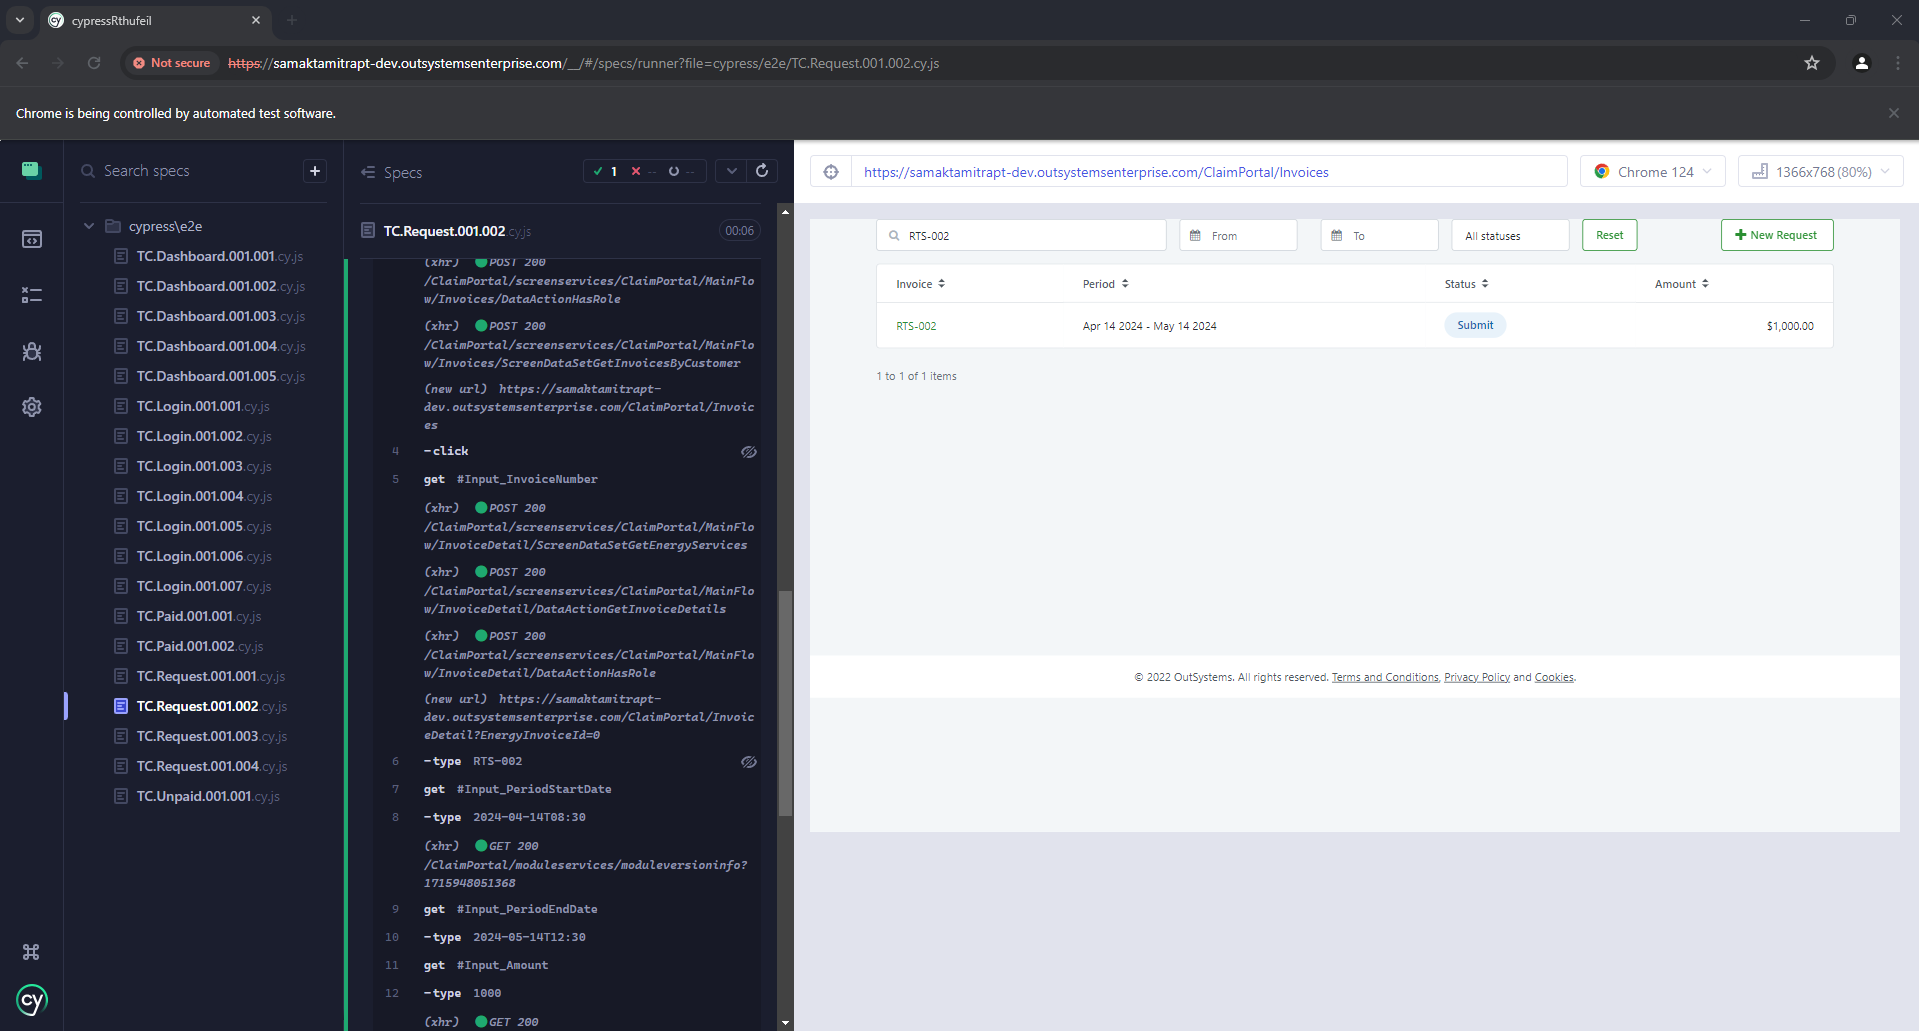 cypressRthufeil
Not secure
https://samaktamitrapt-dev.outsystemsenterprise.com/__/#/specs/runner?file=cypress/e2e/TC.Request.001.002.cy.js
Chrome is being controlled by automated test software.
Search specs
cypress\e2e
TC.Dashboard.001.001.cy.js
TC.Dashboard.001.002.cy.js
TC.Dashboard.001.003.cy.js
TC.Dashboard.001.004.cy.js
TC.Dashboard.001.005.cy.js
TC.Login.001.001.cy.js
TC.Login.001.002.cy.js
TC.Login.001.003.cy.js
TC.Login.001.004.cy.js
TC.Login.001.005.cy.js
TC.Login.001.006.cy.js
TC.Login.001.007.cy.js
TC.Paid.001.001.cy.js
TC.Paid.001.002.cy.js
TC.Request.001.001.cy.js
TC.Request.001.002.cy.js
TC.Request.001.003.cy.js
TC.Request.001.004.cy.js
TC.Unpaid.001.001.cy.js
cy
Specs
1 -- --
TC.Request.001.002.cy.js 00:06
(xhr) POST 200
/ClaimPortal/screenservices/ClaimPortal/MainFlo
w/Invoices/DataActionHasRole
(xhr) POST 200
/ClaimPortal/screenservices/ClaimPortal/MainFlo
w/Invoices/ScreenDataSetGetInvoicesByCustomer
(new url) https://samaktamitrapt-
dev.outsystemsenterprise.com/ClaimPortal/Invoic
es
4 -click
5 get #Input_InvoiceNumber
(xhr) POST 200
/ClaimPortal/screenservices/ClaimPortal/MainFlo
w/InvoiceDetail/ScreenDataSetGetEnergyServices
(xhr) POST 200
/ClaimPortal/screenservices/ClaimPortal/MainFlo
w/InvoiceDetail/DataActionGetInvoiceDetails
(xhr) POST 200
/ClaimPortal/screenservices/ClaimPortal/MainFlo
w/InvoiceDetail/DataActionHasRole
(new url) https://samaktamitrapt-
dev.outsystemsenterprise.com/ClaimPortal/Invoic
eDetail?EnergyInvoiceId=0
6 -type RTS-002
7 get #Input_PeriodStartDate
8 -type 2024-04-14T08:30
(xhr) GET 200
/ClaimPortal/moduleservices/moduleversioninfo?
1715948051368
9 get #Input_PeriodEndDate
10 -type 2024-05-14T12:30
11 get #Input_Amount
12 -type 1000
(xhr) GET 200
https://samaktamitrapt-dev.outsystemsenterprise.com/ClaimPortal/Invoices
Chrome 124
1366x768 (80%)
RTS-002
From
To
All statuses
Reset
New Request
Invoice Period Status Amount
RTS-002 Apr 14 2024 - May 14 2024 Submit $1,000.00
1 to 1 of 1 items
© 2022 OutSystems. All rights reserved. Terms and Conditions, Privacy Policy and Cookies.